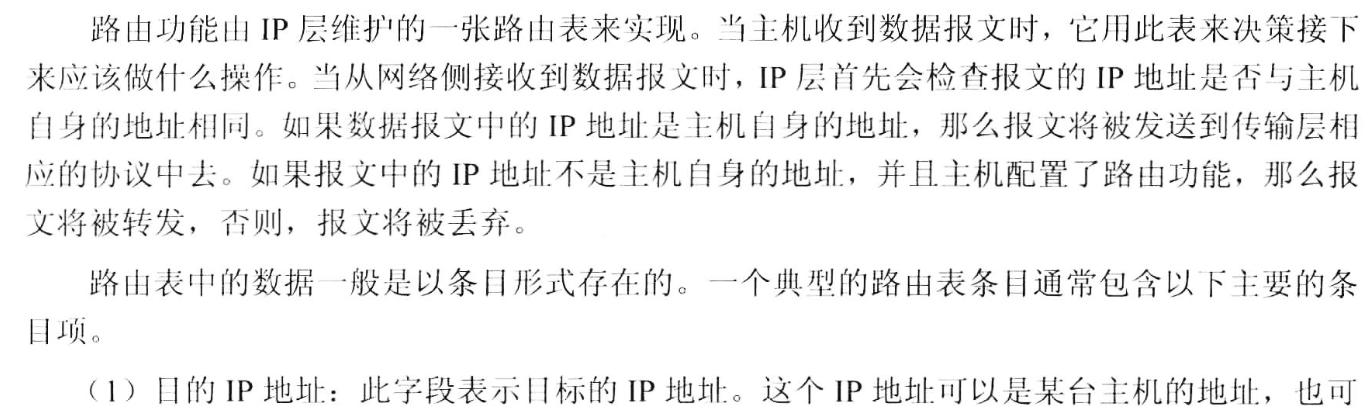 路由功能由 IP 层维护的一张路由表来实现。当主机收到数据报文时，它用此表来决策接下
来应该做什么操作。当从网络侧接收到数据报文时，IP 层首先会检查报文的 IP 地址是否与主机
自身的地址相同。如果数据报文中的 IP 地址是主机自身的地址，那么报文将被发送到传输层相
应的协议中去。如果报文中的 IP 地址不是主机自身的地址，并且主机配置了路由功能，那么报
文将被转发，否则，报文将被丢弃。
路由表中的数据一般是以条目形式存在的。一个典型的路由表条目通常包含以下主要的条
目项。
（1）目的 IP 地址：此字段表示目标的 IP 地址。这个 IP 地址可以是某台主机的地址，也可